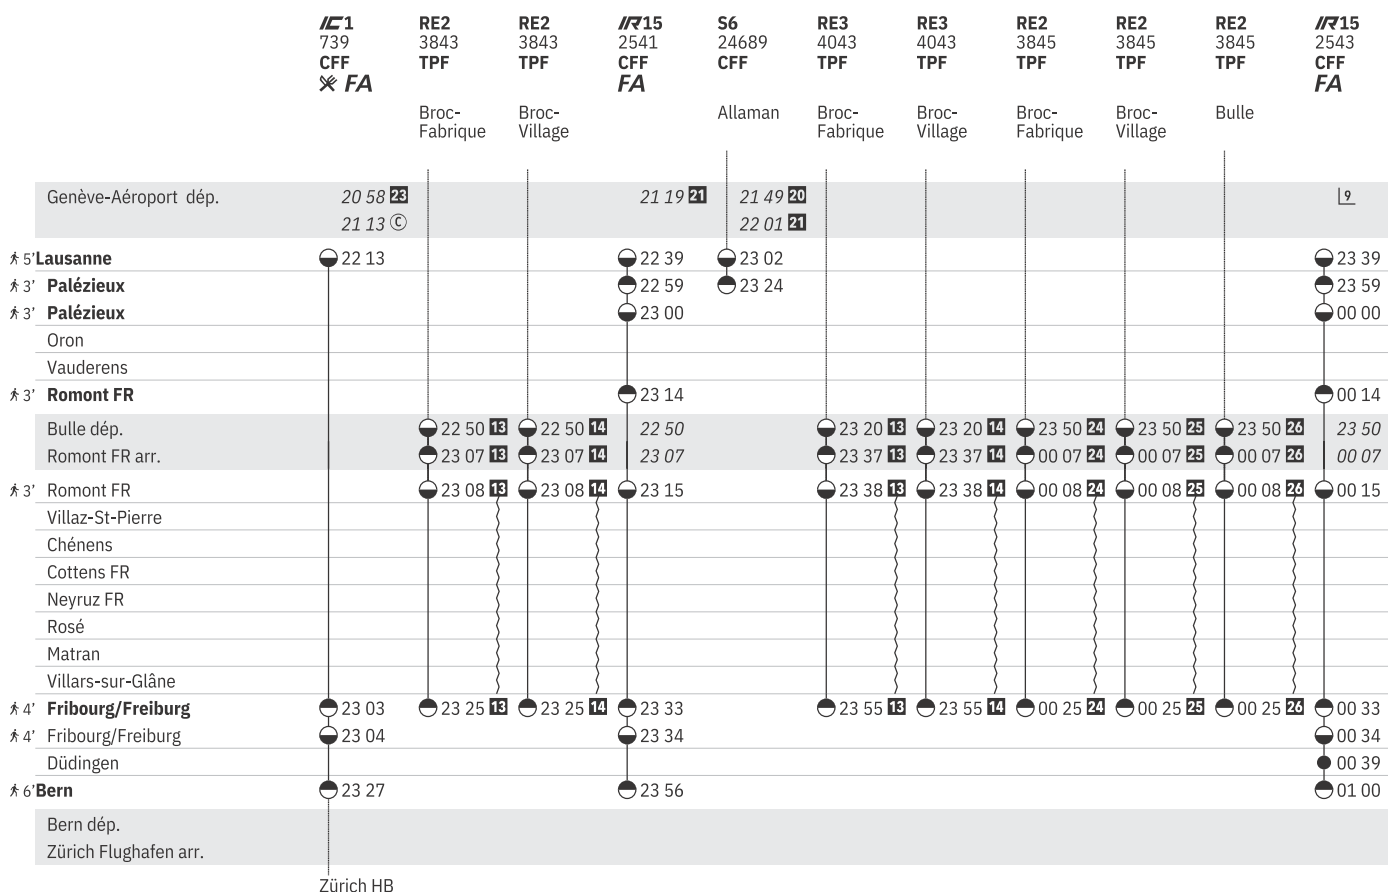 IC1 RE2 RE2 IR15 S6 RE3 RE3 RE2 RE2 RE2 IR15
739 3843 3843 2541 24689 4043 4043 3845 3845 3845 2543
CFF TPF TPF CFF CFF TPF TPF TPF TPF TPF CFF
FA FA FA
Broc- Broc- Allaman Broc- Broc- Broc- Broc- Bulle
Fabrique Village Fabrique Village Fabrique Village
Genève-Aéroport dép. 20 58 23 21 19 21 21 49 20 9
21 13 C 22 01 21
5' Lausanne 22 13 22 39 23 02 23 39
3' Palézieux 22 59 23 24 23 59
3' Palézieux 23 00 00 00
Oron
Vauderens
3' Romont FR 23 14 00 14
Bulle dép. 22 50 13 22 50 14 22 50 23 20 13 23 20 14 23 50 24 23 50 25 23 50 26 23 50
Romont FR arr. 23 07 13 23 07 14 23 07 23 37 13 23 37 14 00 07 24 00 07 25 00 07 26 00 07
3' Romont FR 23 08 13 23 08 14 23 15 23 38 13 23 38 14 00 08 24 00 08 25 00 08 26 00 15
Villaz-St-Pierre
Chénens
Cottens FR
Neyruz FR
Rosé
Matran
Villars-sur-Glâne
4' Fribourg/Freiburg 23 03 23 25 13 23 25 14 23 33 23 55 13 23 55 14 00 25 24 00 25 25 00 25 26 00 33
4' Fribourg/Freiburg 23 04 23 34 00 34
Düdingen 00 39
6' Bern 23 27 23 56 01 00
Bern dép.
Zürich Flughafen arr.
Zürich HB